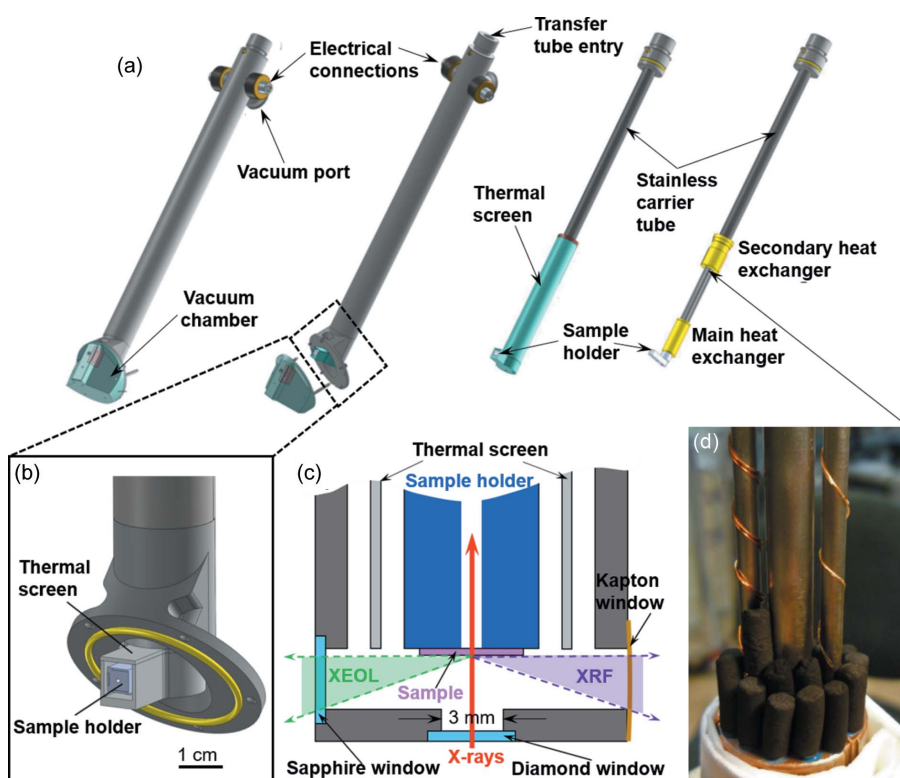 (a)
Electrical
connections
Transfer
tube entry
Vacuum port
Thermal
screen
Stainless
carrier
tube
Secondary heat
exchanger
Vacuum
chamber
Sample
holder
Main heat
exchanger
(b)
Thermal
screen
Sample holder
1 cm
(c)
Thermal screen
Sample holder
Kapton
window
XEOL
Sample
XRF
3 mm
X-rays
Sapphire window
Diamond window
(d)